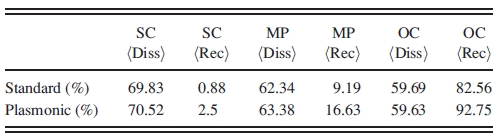 SC SC MP MP OC OC
⟨Diss⟩ ⟨Rec⟩ ⟨Diss⟩ ⟨Rec⟩ ⟨Diss⟩ ⟨Rec⟩
Standard (%) 69.83 0.88 62.34 9.19 59.69 82.56
Plasmonic (%) 70.52 2.5 63.38 16.63 59.63 92.75